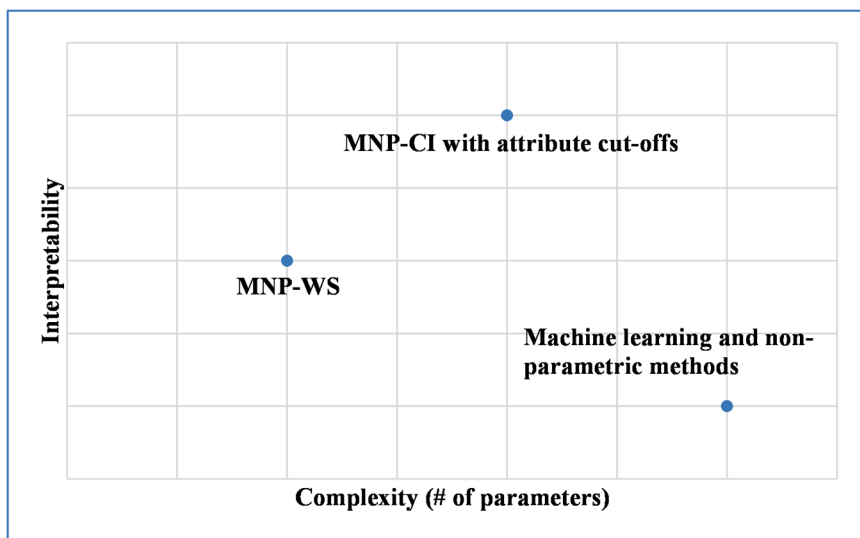 MNP-CI with attribute cut-offs
Interpretability
MNP-WS
Machine learning and non-
parametric methods
Complexity (# of parameters)